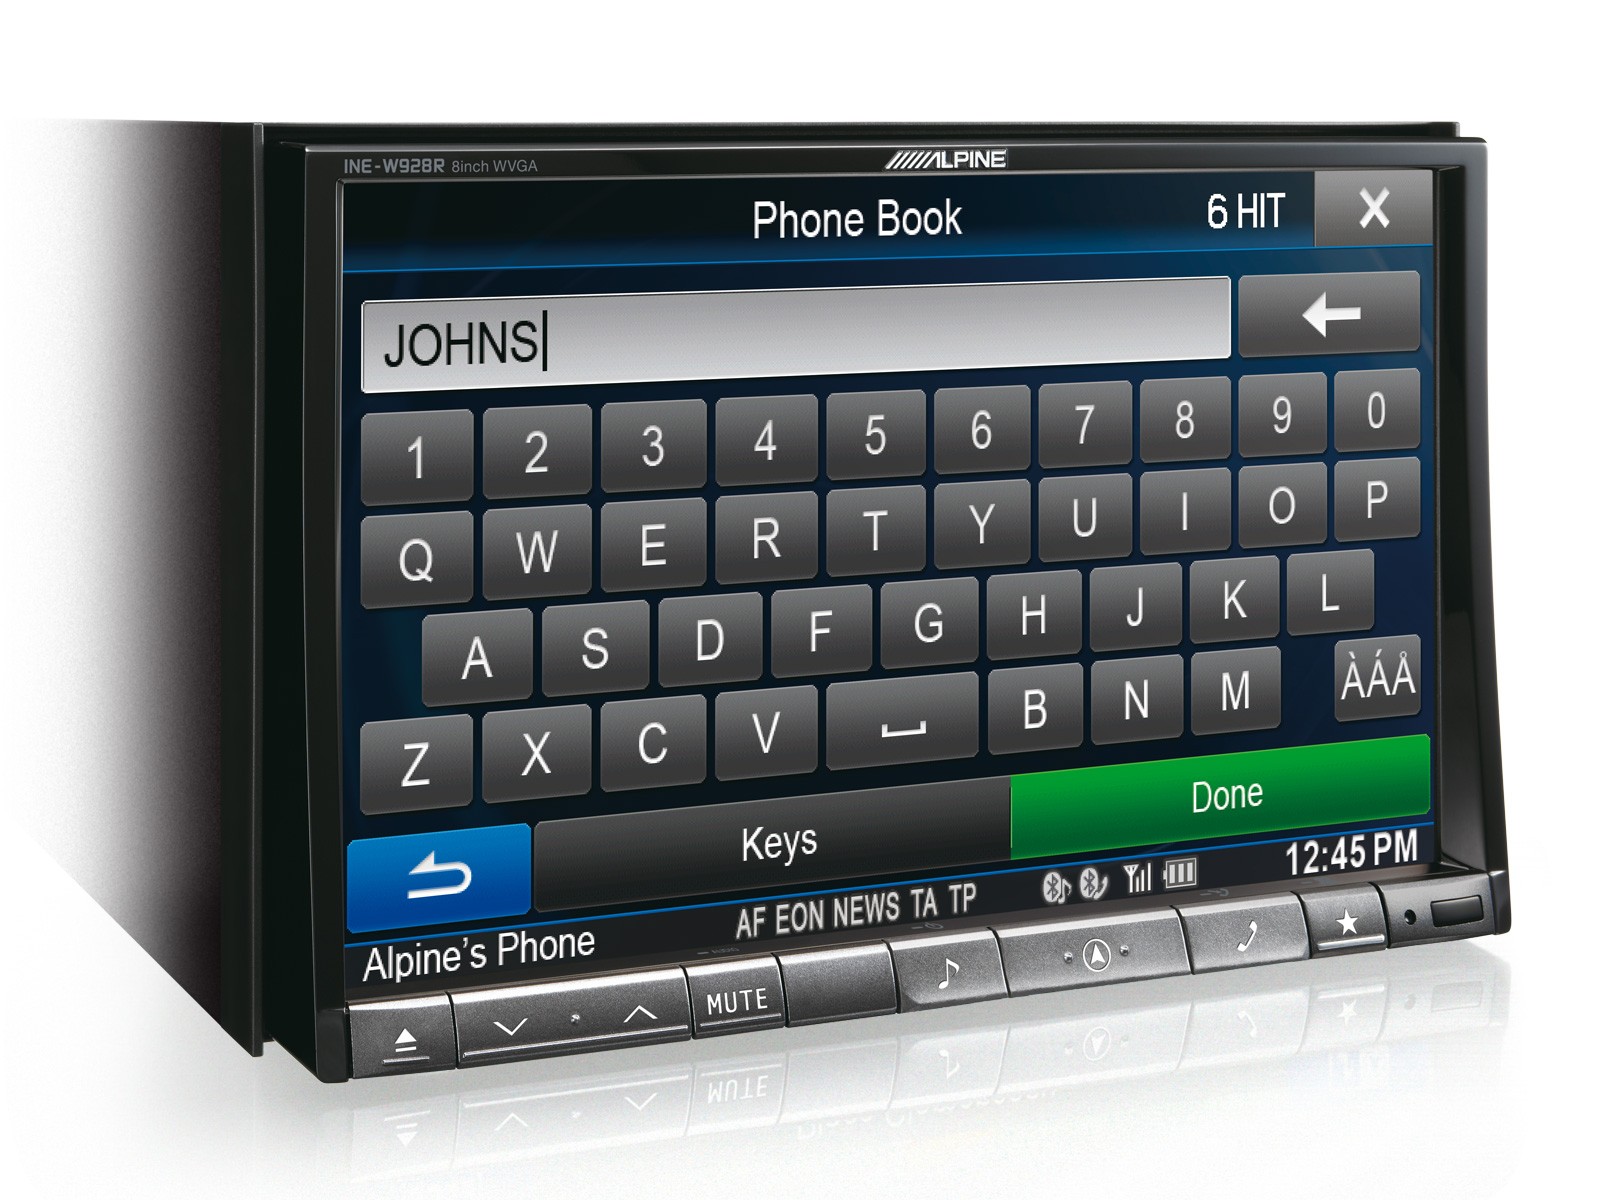 INE-W928R 8inch WVGA
ALPINE
Phone Book
6 HIT
X
JOHNS
1 2 3 4 5 6 7 8 9 0
Q W E R T Y U I O P
A S D F G H J K L
Z X C V B N M ÀÁÅ
Keys
Done
Alpine's Phone
AF EON NEWS TA TP
12:45 PM
MUTE